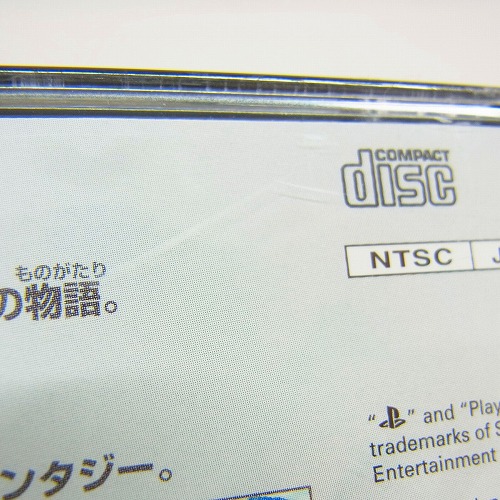 COMPACT
disc
NTSC J
ものがたり
の物語。
" " and "Play
trademarks of S
Entertainment
ンタジー。